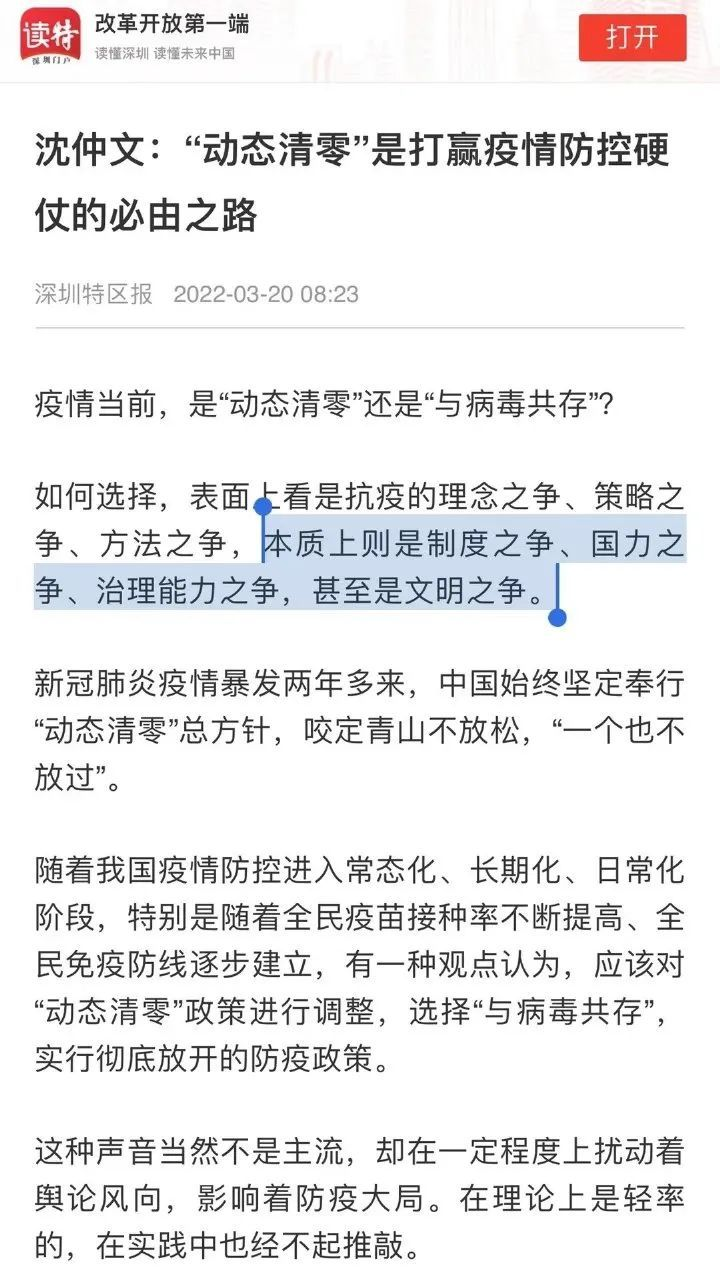 读特
深圳门户
改革开放第一端
读懂深圳 读懂未来中国
打开
沈仲文：“动态清零”是打赢疫情防控硬
仗的必由之路
深圳特区报 2022-03-20 08:23
疫情当前，是“动态清零”还是“与病毒共存”？
如何选择，表面上看是抗疫的理念之争、策略之
争、方法之争，本质上则是制度之争、国力之
争、治理能力之争，甚至是文明之争。
新冠肺炎疫情暴发两年多来，中国始终坚定奉行
“动态清零”总方针，咬定青山不放松，“一个也不
放过”。
随着我国疫情防控进入常态化、长期化、日常化
阶段，特别是随着全民疫苗接种率不断提高、全
民免疫防线逐步建立，有一种观点认为，应该对
“动态清零”政策进行调整，选择“与病毒共存”，
实行彻底放开的防疫政策。
这种声音当然不是主流，却在一定程度上扰动着
舆论风向，影响着防疫大局。在理论上是轻率
的，在实践中也经不起推敲。